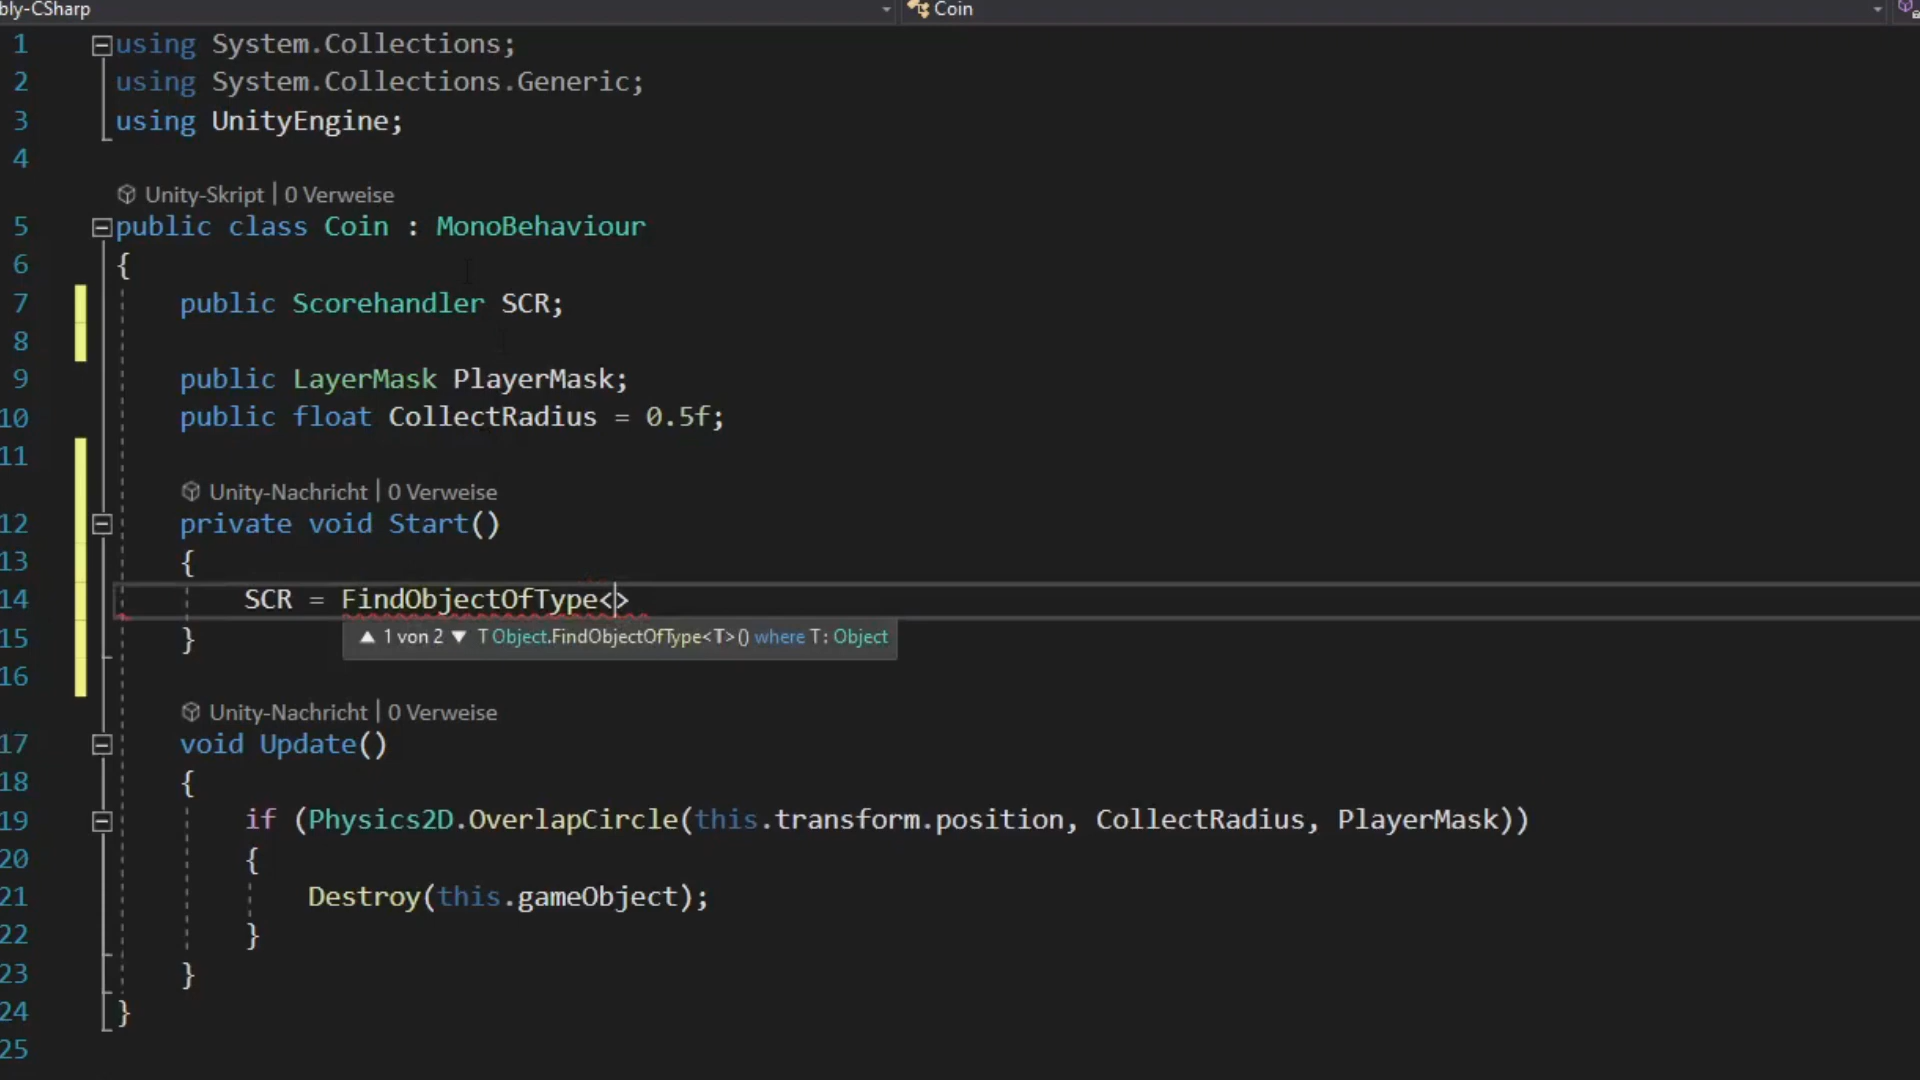 bly-CSharp
Coin
1 using System.Collections;
2 using System.Collections.Generic;
3 using UnityEngine;
4
Unity-Skript | 0 Verweise
5 public class Coin : MonoBehaviour
6 {
7 public Scorehandler SCR;
8
9 public LayerMask PlayerMask;
10 public float CollectRadius = 0.5f;
11
Unity-Nachricht | 0 Verweise
12 private void Start()
13 {
14 SCR = FindObjectOfType<>
▲ 1 von 2 ▼ T Object.FindObjectOfType<T>() where T : Object
15 }
16
Unity-Nachricht | 0 Verweise
17 void Update()
18 {
19 if (Physics2D.OverlapCircle(this.transform.position, CollectRadius, PlayerMask))
20 {
21 Destroy(this.gameObject);
22 }
23 }
24 }
25